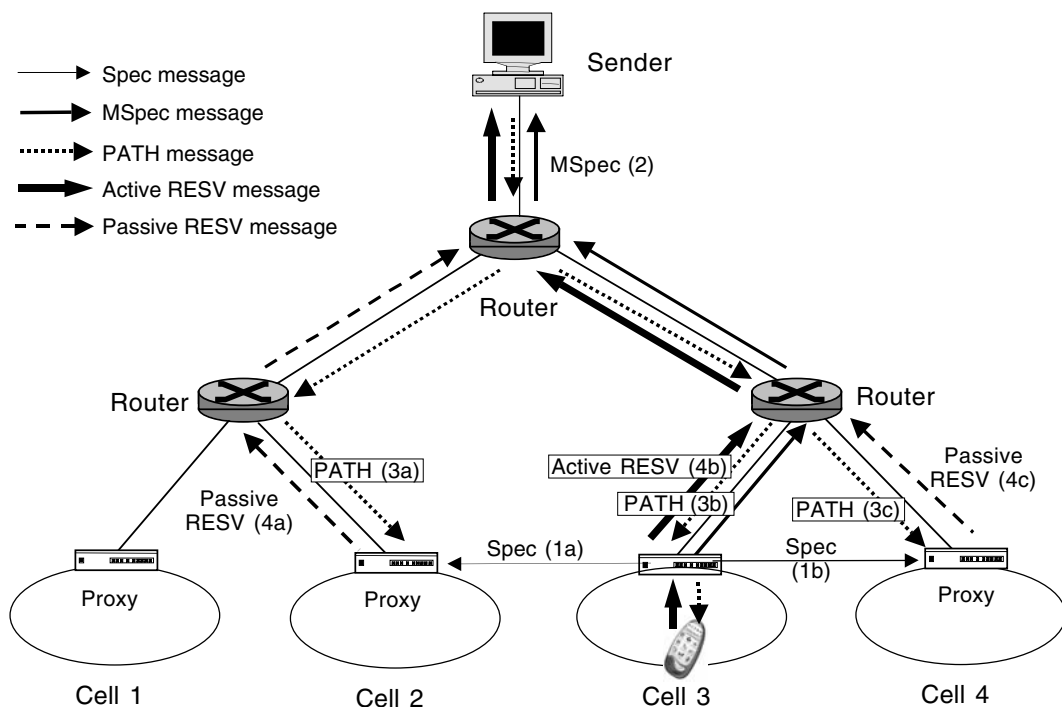 Sender
Spec message
MSpec message
PATH message
Active RESV message
Passive RESV message
MSpec (2)
Router
Router
Router
PATH (3a)
Active RESV (4b)
Passive
RESV (4c)
Passive
RESV (4a)
PATH (3b)
PATH (3c)
Spec (1a)
Spec
(1b)
Proxy
Proxy
Proxy
Cell 1
Cell 2
Cell 3
Cell 4